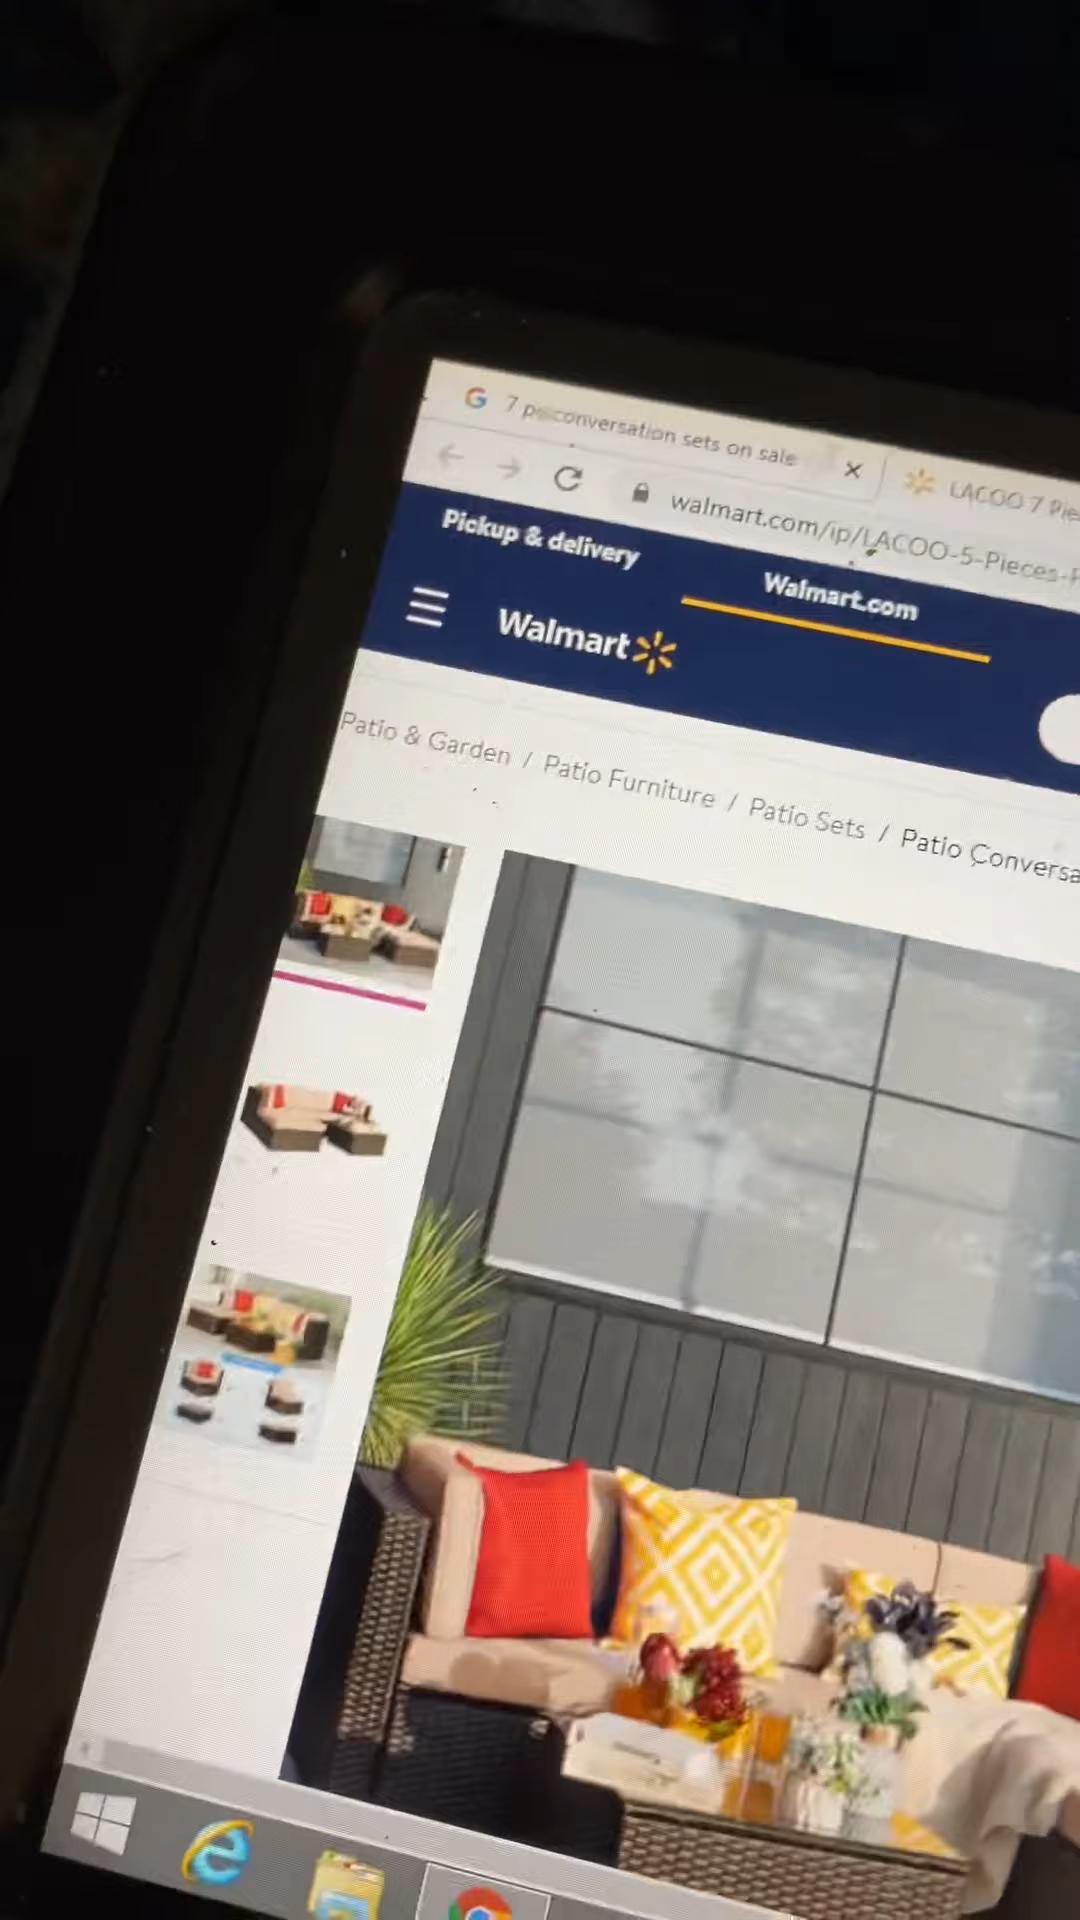 7 pc conversation sets on sale
LACOO 7 Pie
walmart.com/ip/LACOO-5-Pieces-
Pickup & delivery
Walmart.com
Walmart
Patio & Garden / Patio Furniture / Patio Sets / Patio Conversa